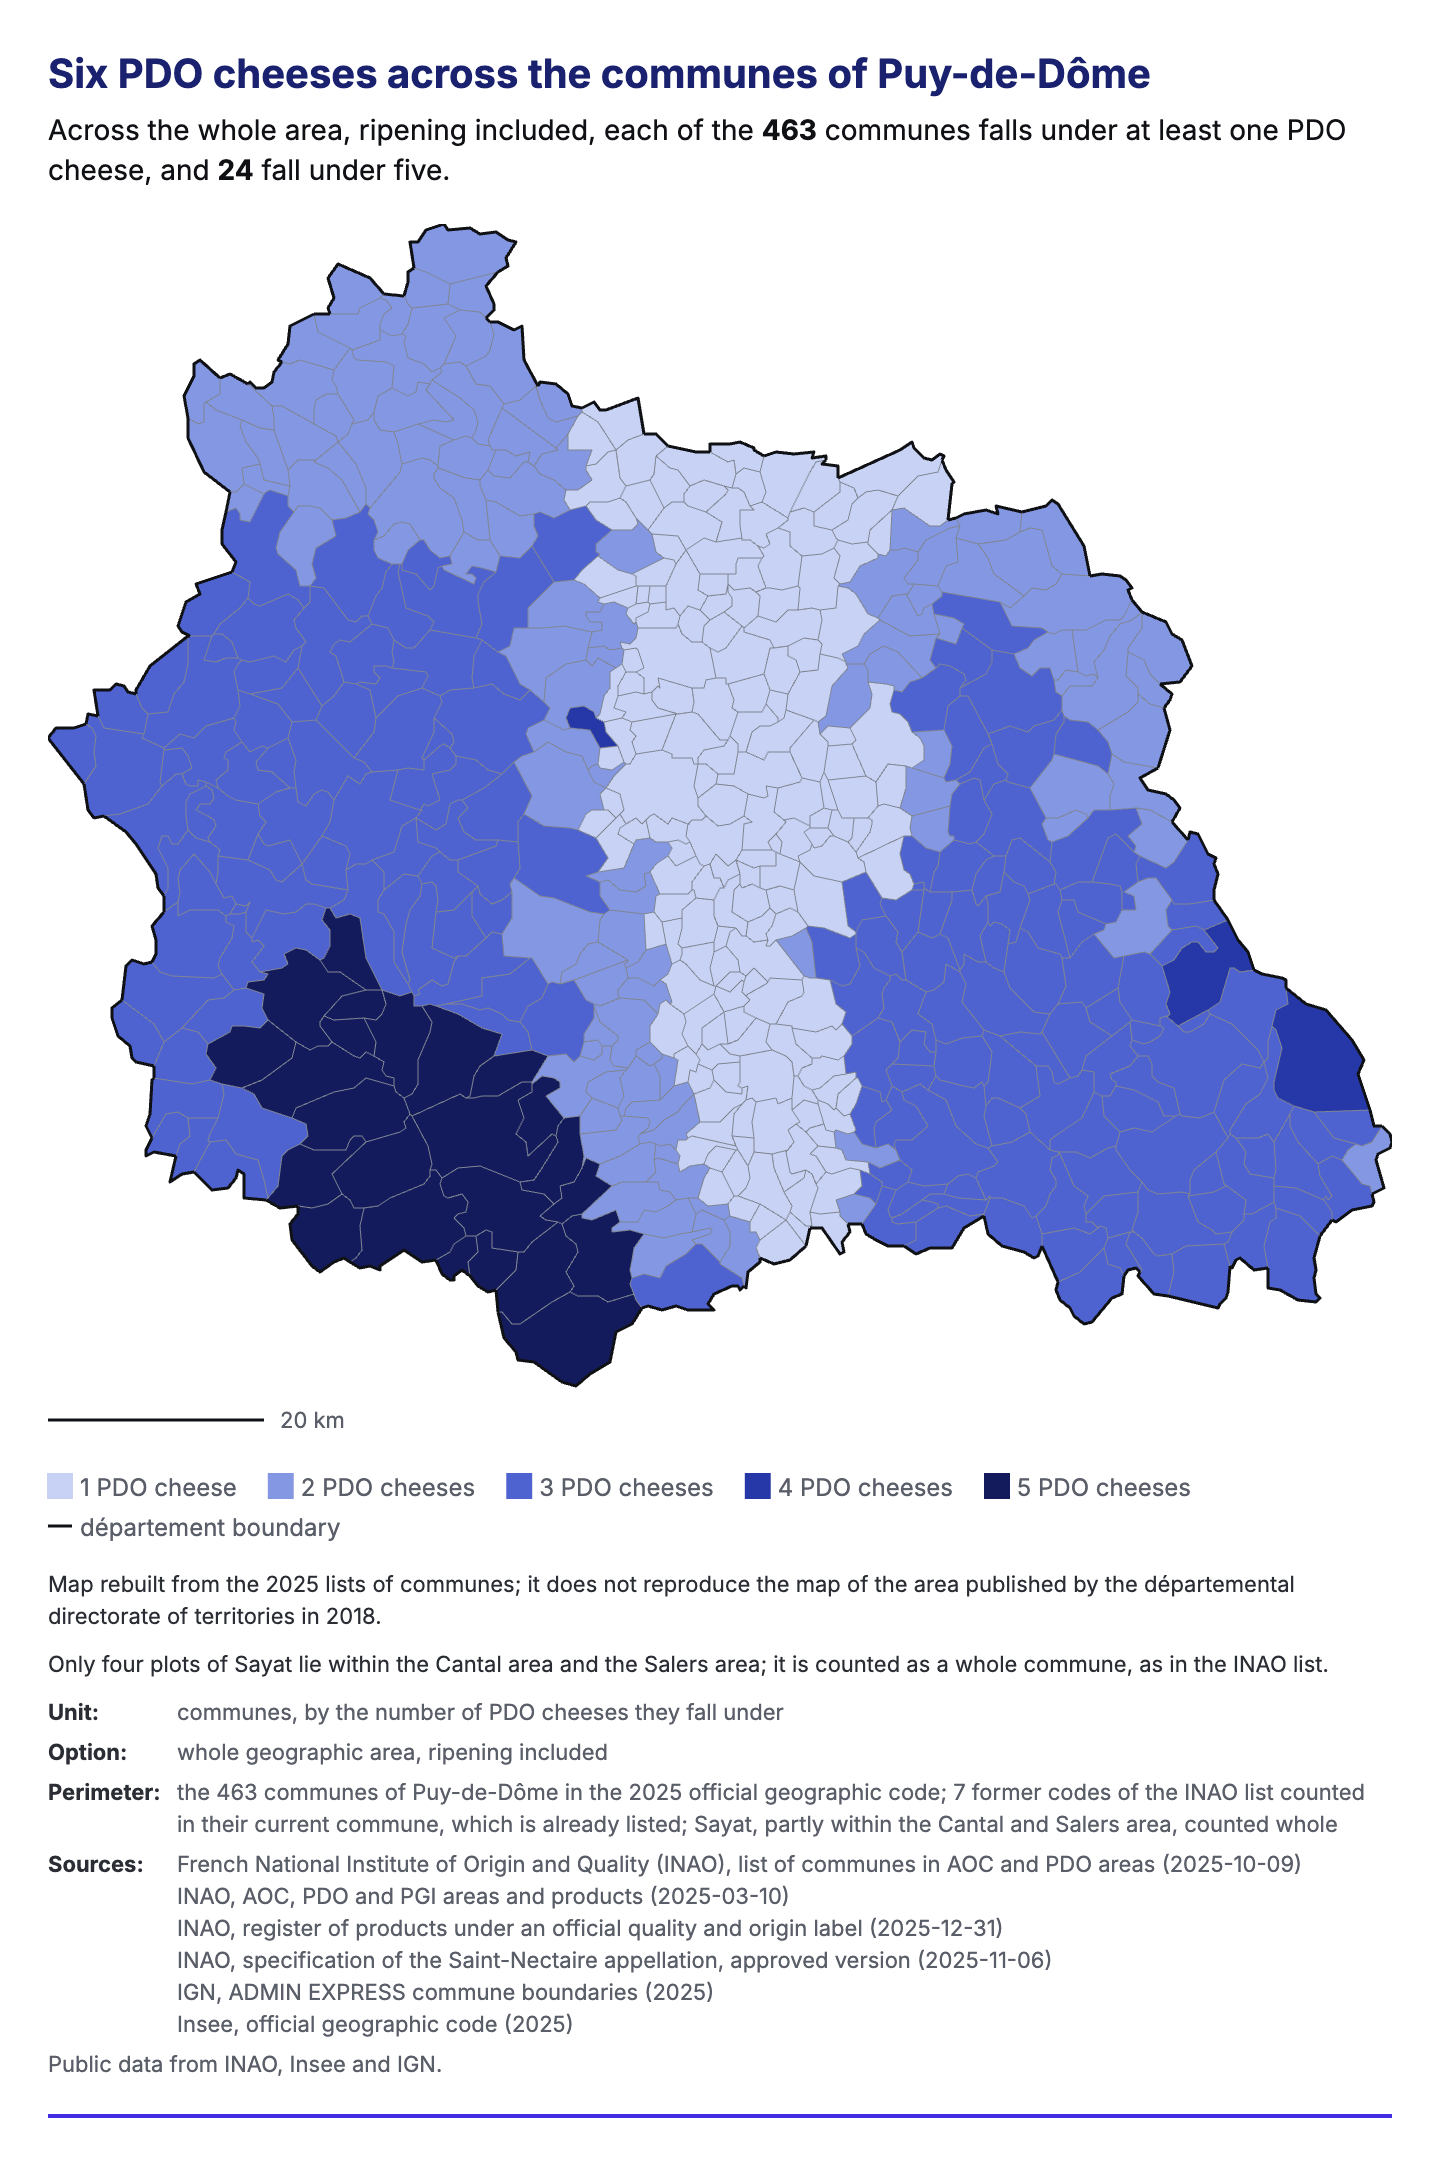 Six PDO cheeses across the communes of Puy-de-Dôme
Across the whole area, ripening included, each of the 463 communes falls under at least one PDO
cheese, and 24 fall under five.
20 km
1 PDO cheese
2 PDO cheeses
3 PDO cheeses
4 PDO cheeses
5 PDO cheeses
département boundary
Map rebuilt from the 2025 lists of communes; it does not reproduce the map of the area published by the départemental
directorate of territories in 2018.
Only four plots of Sayat lie within the Cantal area and the Salers area; it is counted as a whole commune, as in the INAO list.
Unit: communes, by the number of PDO cheeses they fall under
Option: whole geographic area, ripening included
Perimeter: the 463 communes of Puy-de-Dôme in the 2025 official geographic code; 7 former codes of the INAO list counted
in their current commune, which is already listed; Sayat, partly within the Cantal and Salers area, counted whole
Sources: French National Institute of Origin and Quality (INAO), list of communes in AOC and PDO areas (2025-10-09)
INAO, AOC, PDO and PGI areas and products (2025-03-10)
INAO, register of products under an official quality and origin label (2025-12-31)
INAO, specification of the Saint-Nectaire appellation, approved version (2025-11-06)
IGN, ADMIN EXPRESS commune boundaries (2025)
Insee, official geographic code (2025)
Public data from INAO, Insee and IGN.